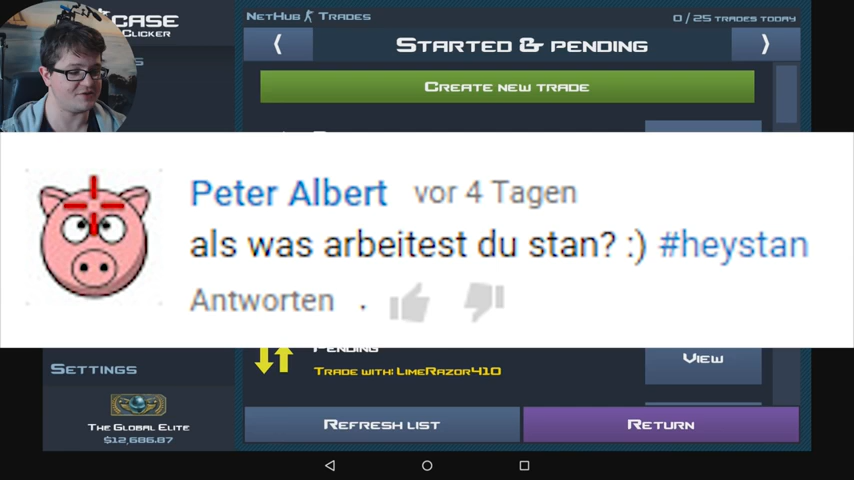 CASE
CLICKER
NetHub Trades
0 / 25 trades today
Started & Pending
Create new trade
Peter Albert vor 4 Tagen
als was arbeitest du stan? :) #heystan
Antworten .
Pending
Trade with: LimeRazor410
View
Settings
The Global Elite
$12,686.87
Refresh list
Return